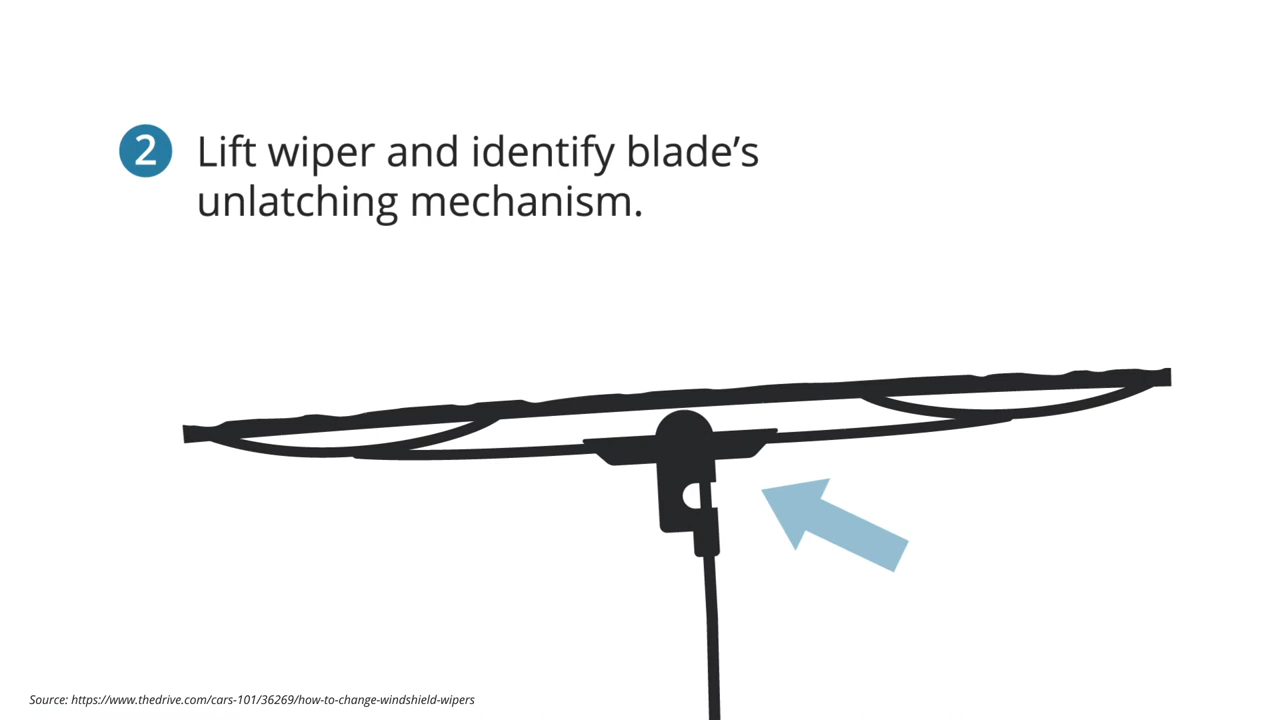 2 Lift wiper and identify blade’s
unlatching mechanism.
Source: https://www.thedrive.com/cars-101/36269/how-to-change-windshield-wipers